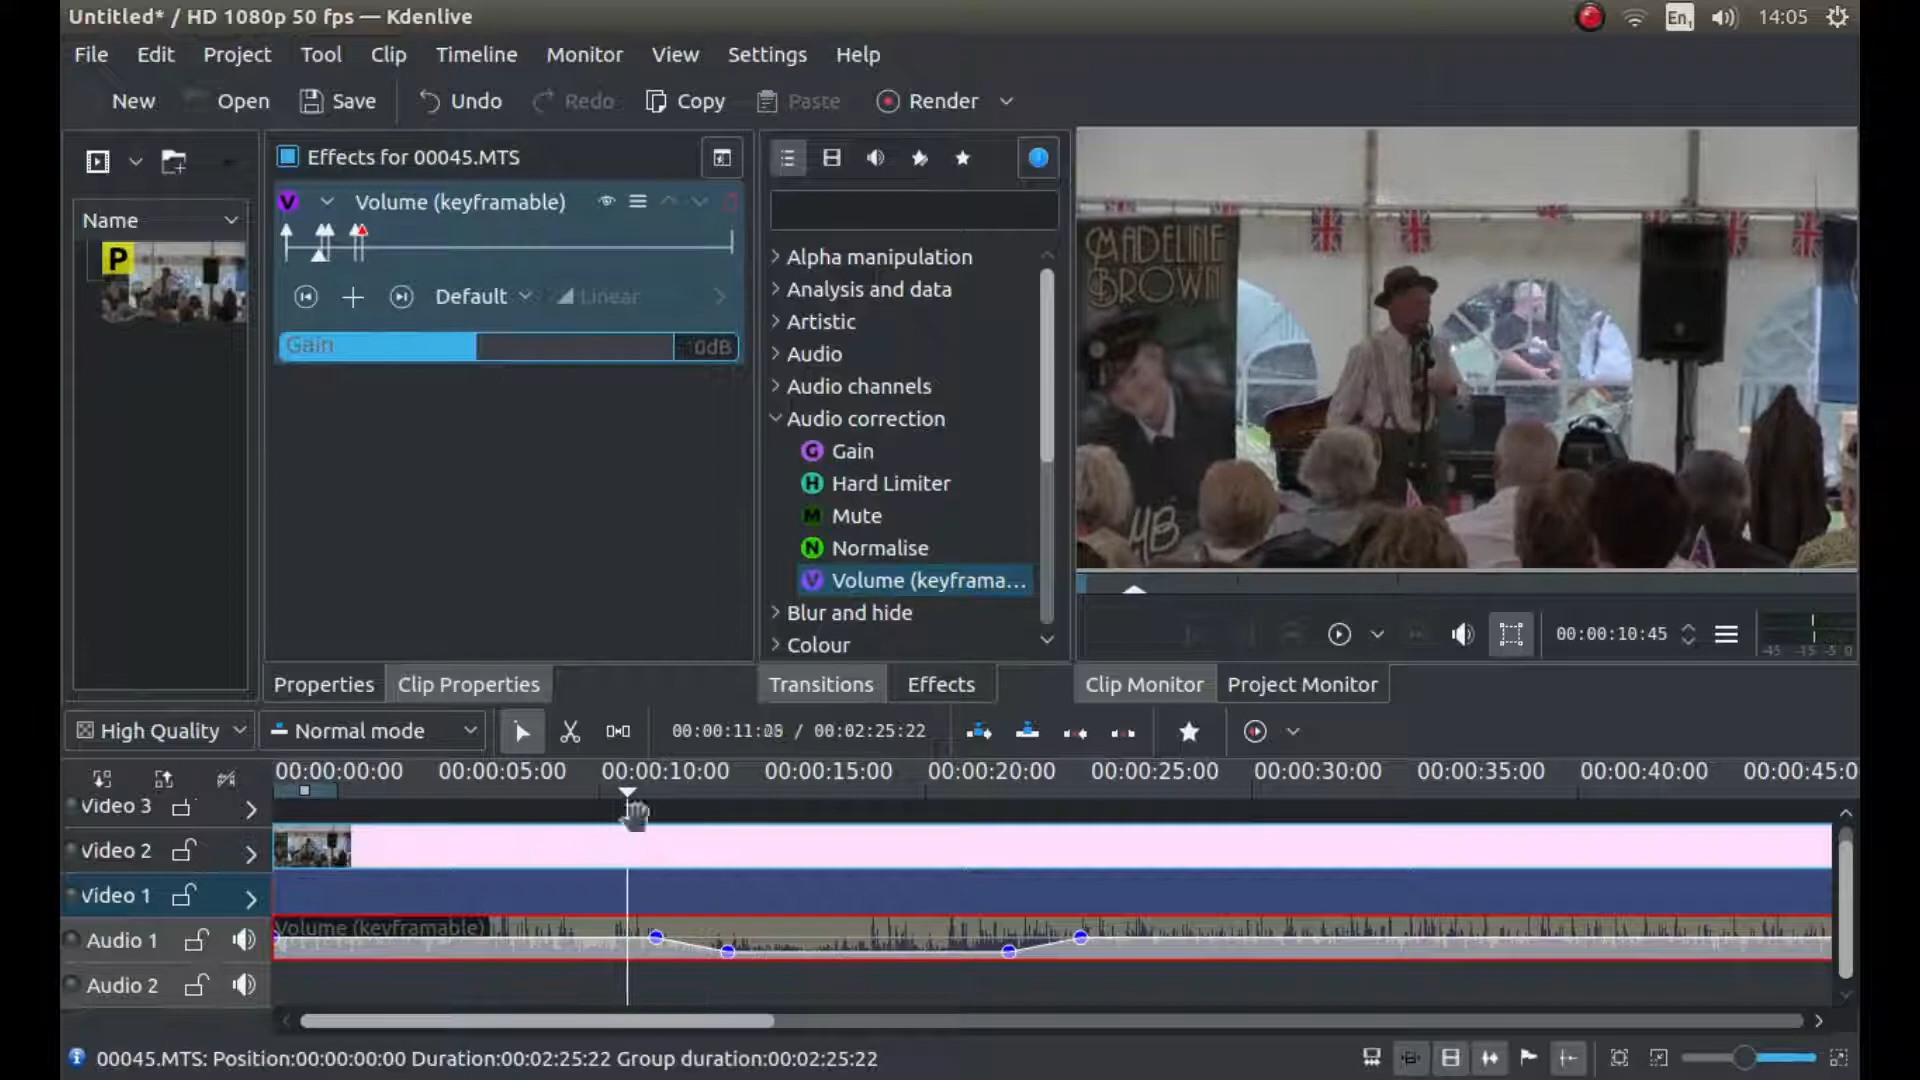 Untitled* / HD 1080p 50 fps — Kdenlive
En1
14:05
File Edit Project Tool Clip Timeline Monitor View Settings Help
New Open Save Undo Redo Copy Paste Render
Effects for 00045.MTS
V Volume (keyframable)
Name
P
Default Linear
Gain
0dB
Alpha manipulation
Analysis and data
Artistic
Audio
Audio channels
Audio correction
G Gain
H Hard Limiter
M Mute
N Normalise
V Volume (keyframa...
Blur and hide
Colour
MADELINE
BROWN
MB
00:00:10:45
-45 -15 -5 0
Properties Clip Properties Transitions Effects Clip Monitor Project Monitor
High Quality Normal mode 00:00:11:08 / 00:02:25:22
00:00:00:00 00:00:05:00 00:00:10:00 00:00:15:00 00:00:20:00 00:00:25:00 00:00:30:00 00:00:35:00 00:00:40:00 00:00:45:0
Video 3
Video 2
Video 1
Volume (keyframable)
Audio 1
Audio 2
00045.MTS: Position:00:00:00:00 Duration:00:02:25:22 Group duration:00:02:25:22